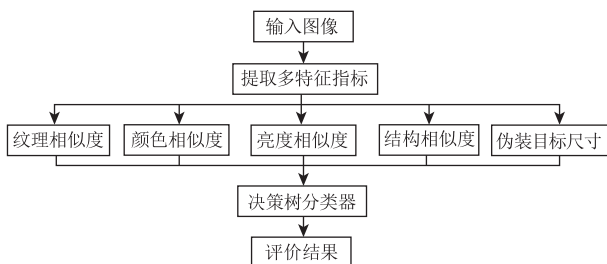 输入图像
提取多特征指标
纹理相似度
颜色相似度
亮度相似度
结构相似度
伪装目标尺寸
决策树分类器
评价结果